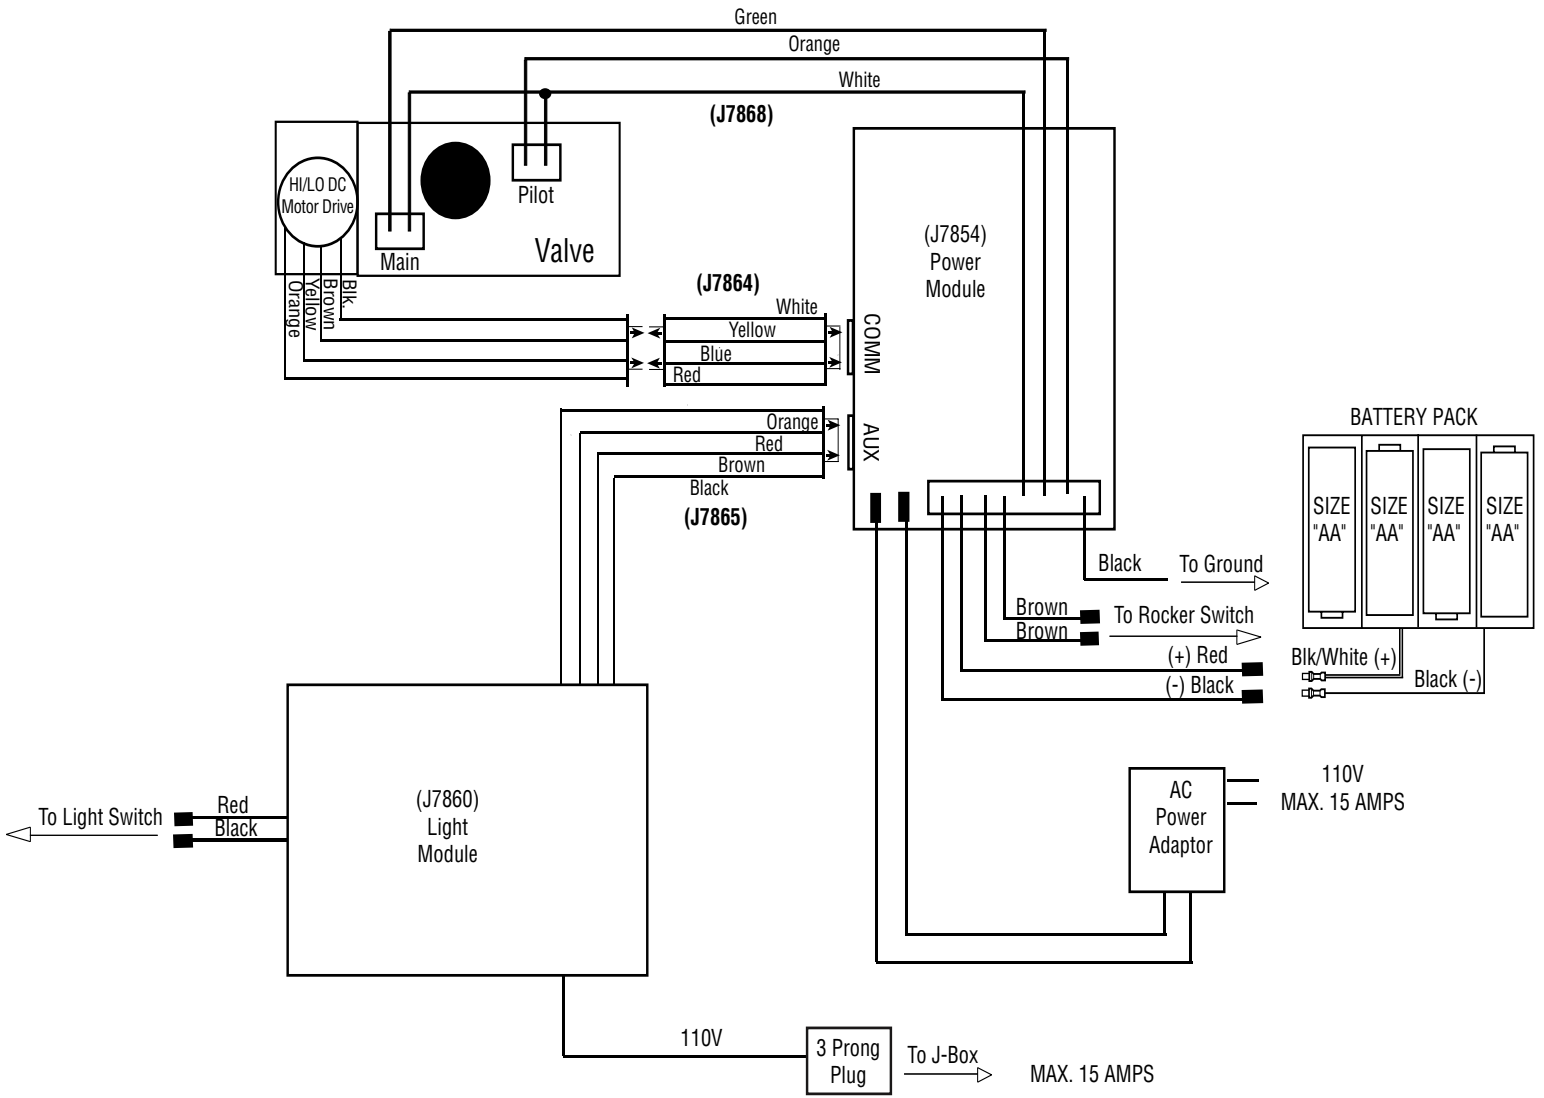 Green
Orange
White
(J7868)
HI/LO DC
Motor Drive
Pilot
Main
Valve
(J7854)
Power
Module
Orange
Yellow
Brown
Blk.
(J7864)
White
Yellow
Blue
Red
COMM
Orange
Red
Brown
Black
(J7865)
AUX
BATTERY PACK
SIZE
"AA"
SIZE
"AA"
SIZE
"AA"
SIZE
"AA"
Black
To Ground
Brown
Brown
To Rocker Switch
(+) Red
(-) Black
Blk/White (+)
Black (-)
AC
Power
Adaptor
110V
MAX. 15 AMPS
To Light Switch
Red
Black
(J7860)
Light
Module
110V
3 Prong
Plug
To J-Box
MAX. 15 AMPS